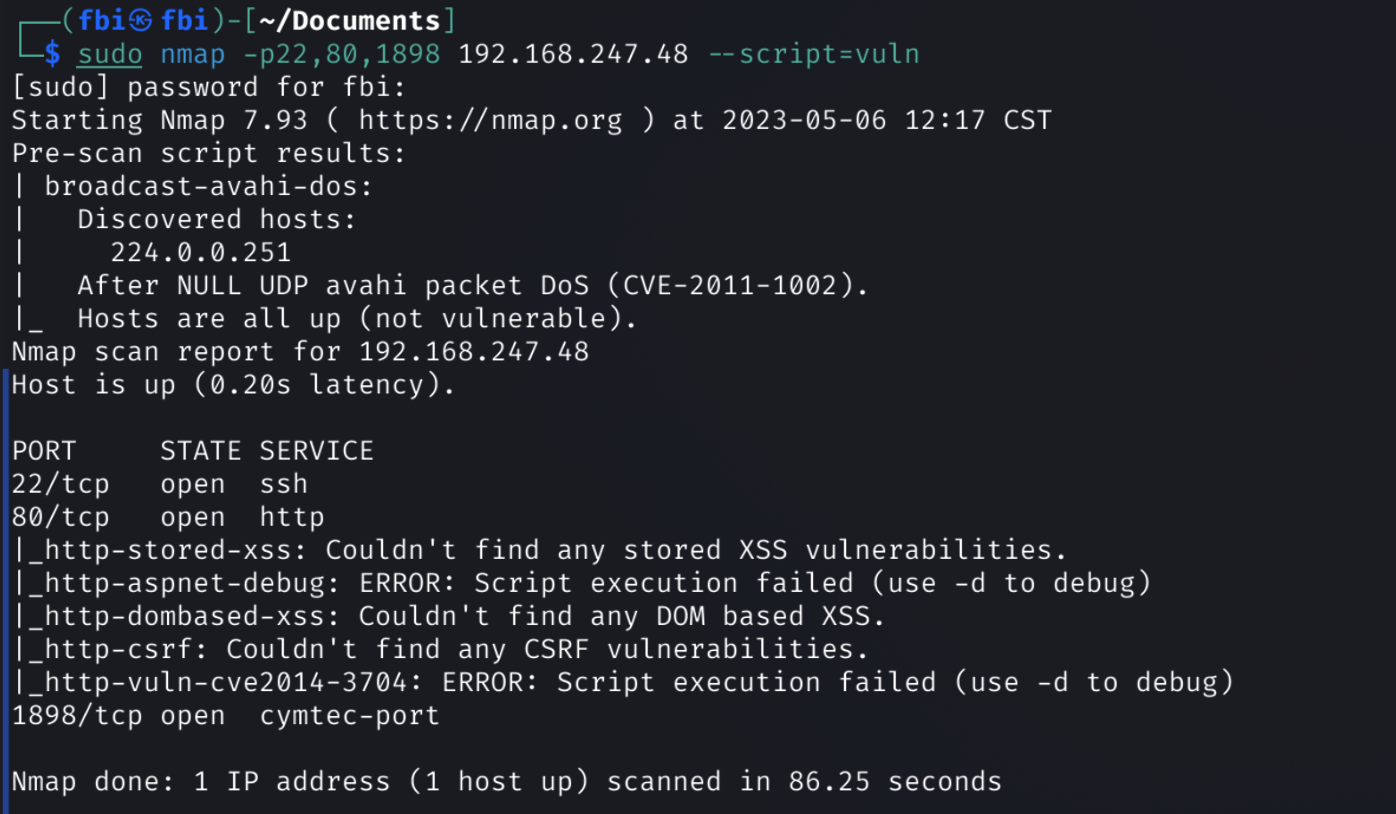 ┌──(fbi㉿fbi)-[~/Documents]
└─$ sudo nmap -p22,80,1898 192.168.247.48 --script=vuln
[sudo] password for fbi:
Starting Nmap 7.93 ( https://nmap.org ) at 2023-05-06 12:17 CST
Pre-scan script results:
| broadcast-avahi-dos:
|   Discovered hosts:
|     224.0.0.251
|   After NULL UDP avahi packet DoS (CVE-2011-1002).
|_  Hosts are all up (not vulnerable).
Nmap scan report for 192.168.247.48
Host is up (0.20s latency).

PORT     STATE SERVICE
22/tcp   open  ssh
80/tcp   open  http
|_http-stored-xss: Couldn't find any stored XSS vulnerabilities.
|_http-aspnet-debug: ERROR: Script execution failed (use -d to debug)
|_http-dombased-xss: Couldn't find any DOM based XSS.
|_http-csrf: Couldn't find any CSRF vulnerabilities.
|_http-vuln-cve2014-3704: ERROR: Script execution failed (use -d to debug)
1898/tcp open  cymtec-port

Nmap done: 1 IP address (1 host up) scanned in 86.25 seconds